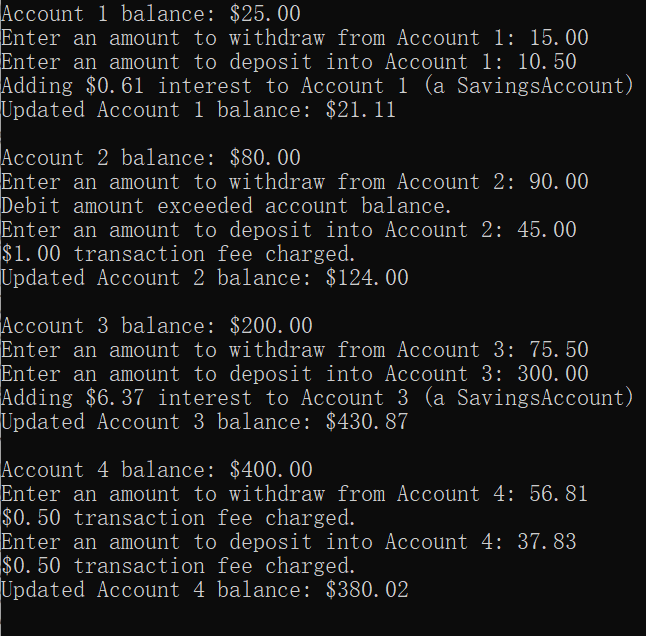 Account 1 balance: $25.00
Enter an amount to withdraw from Account 1: 15.00
Enter an amount to deposit into Account 1: 10.50
Adding $0.61 interest to Account 1 (a SavingsAccount)
Updated Account 1 balance: $21.11
Account 2 balance: $80.00
Enter an amount to withdraw from Account 2: 90.00
Debit amount exceeded account balance.
Enter an amount to deposit into Account 2: 45.00
$1.00 transaction fee charged.
Updated Account 2 balance: $124.00
Account 3 balance: $200.00
Enter an amount to withdraw from Account 3: 75.50
Enter an amount to deposit into Account 3: 300.00
Adding $6.37 interest to Account 3 (a SavingsAccount)
Updated Account 3 balance: $430.87
Account 4 balance: $400.00
Enter an amount to withdraw from Account 4: 56.81
$0.50 transaction fee charged.
Enter an amount to deposit into Account 4: 37.83
$0.50 transaction fee charged.
Updated Account 4 balance: $380.02